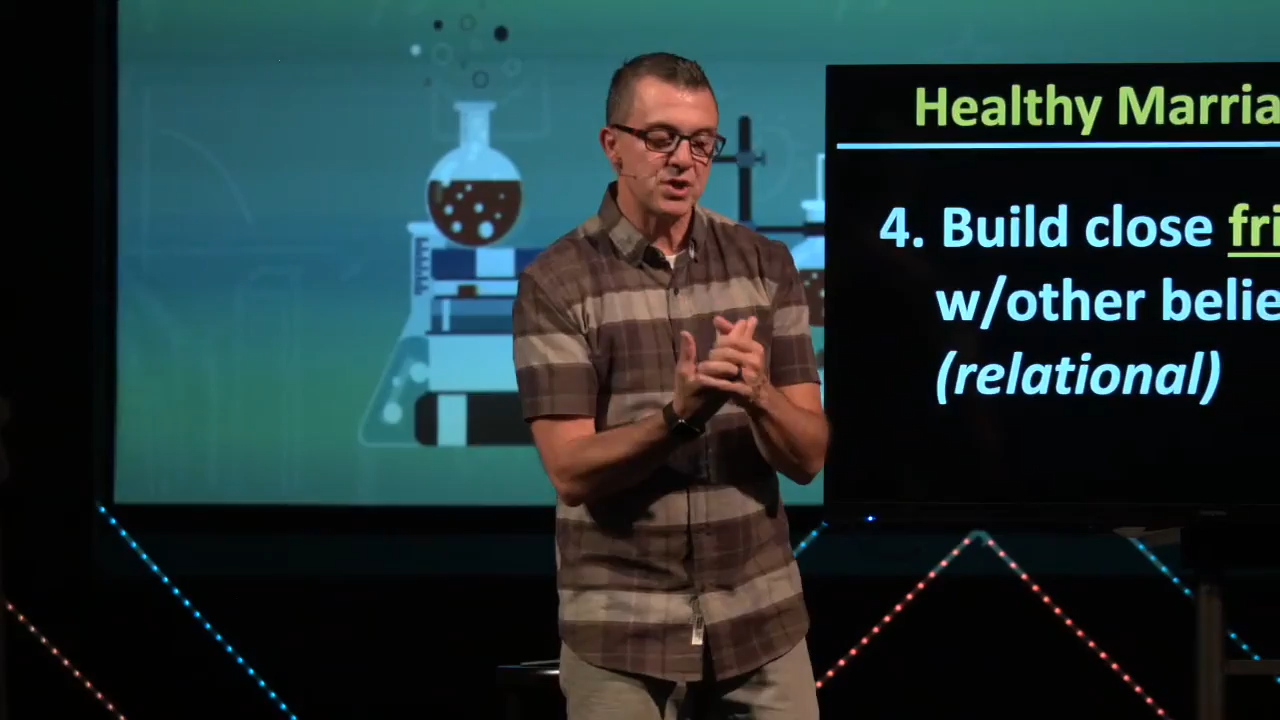 Healthy Marria
4. Build close fri
w/other belie
(relational)